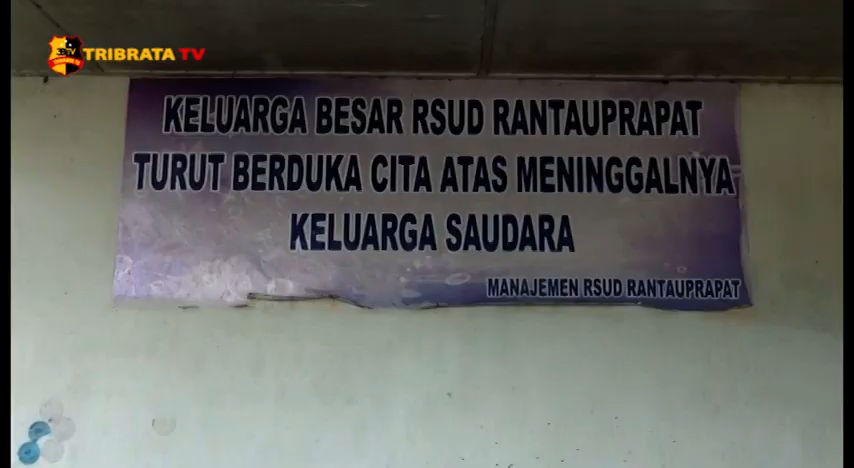 TRIBRATA TV
KELUARGA BESAR RSUD RANTAUPRAPAT
TURUT BERDUKA CITA ATAS MENINGGALNYA
KELUARGA SAUDARA
MANAJEMEN RSUD RANTAUPRAPAT